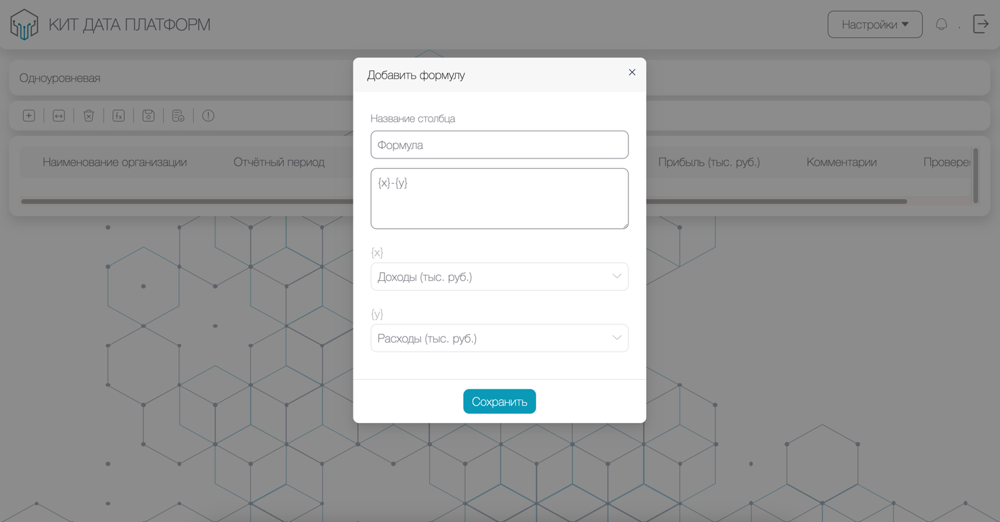 КИТ ДАТА ПЛАТФОРМ
Настройки
Добавить формулу
Одноуровневая
Название столбца
Формула
Наименование организации Отчётный период Прибыль (тыс. руб.) Комментарии Провере
{x}-{y}
{x}
Доходы (тыс. руб.)
{y}
Расходы (тыс. руб.)
Сохранить